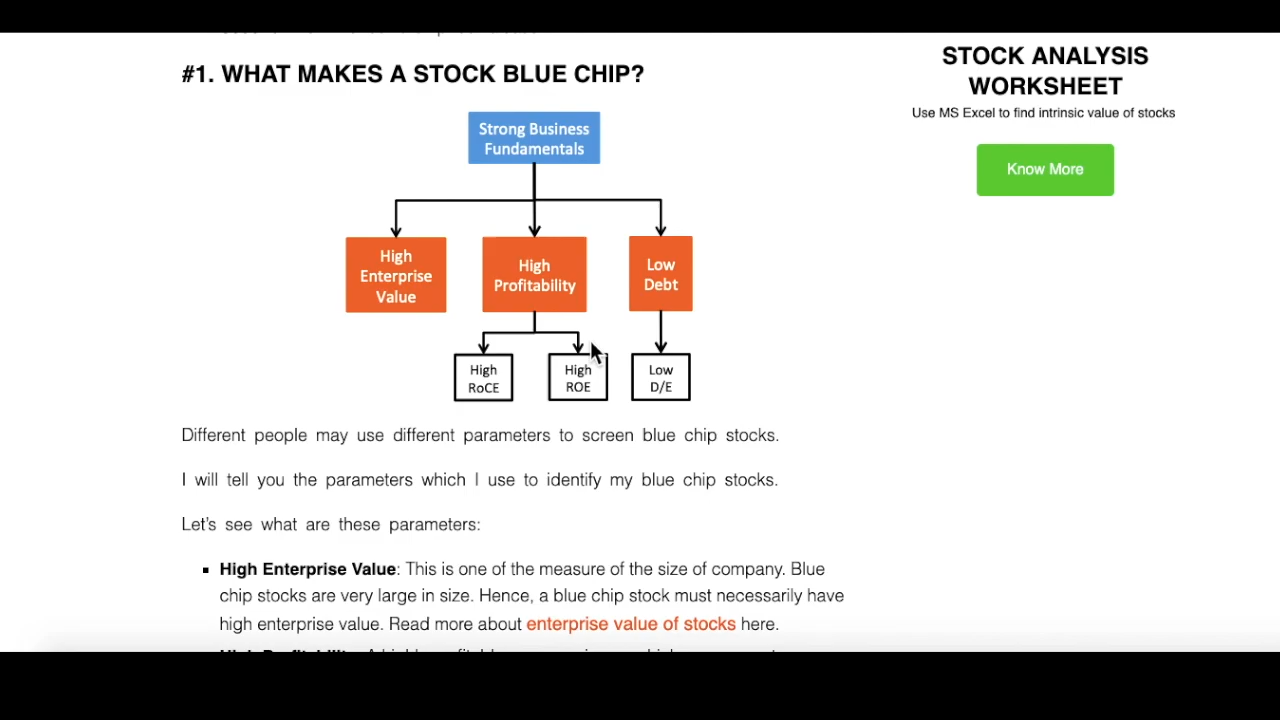 #1. WHAT MAKES A STOCK BLUE CHIP?
Strong Business
Fundamentals
High
Enterprise
Value
High
Profitability
Low
Debt
High
RoCE
High
ROE
Low
D/E
Different people may use different parameters to screen blue chip stocks.
I will tell you the parameters which I use to identify my blue chip stocks.
Let's see what are these parameters:
High Enterprise Value: This is one of the measure of the size of company. Blue
chip stocks are very large in size. Hence, a blue chip stock must necessarily have
high enterprise value. Read more about enterprise value of stocks here.
STOCK ANALYSIS
WORKSHEET
Use MS Excel to find intrinsic value of stocks
Know More